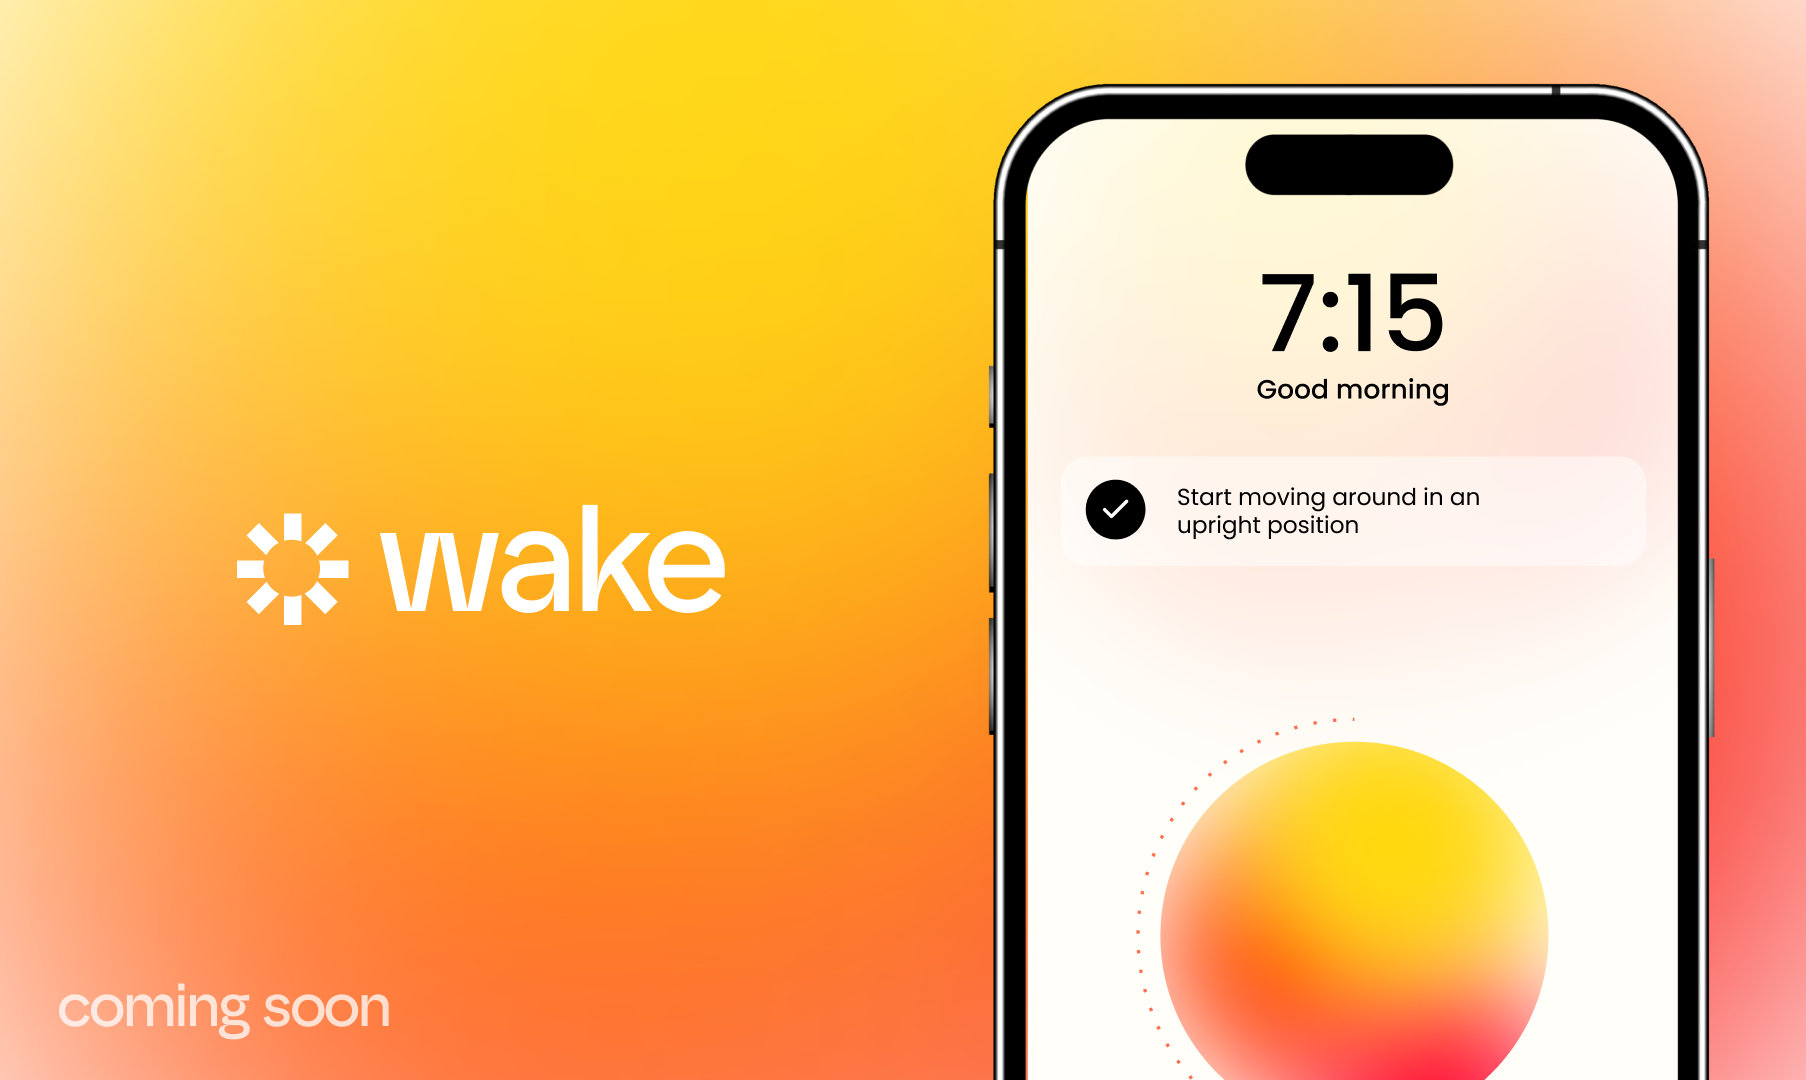 wake
coming soon
7:15
Good morning
Start moving around in an
upright position